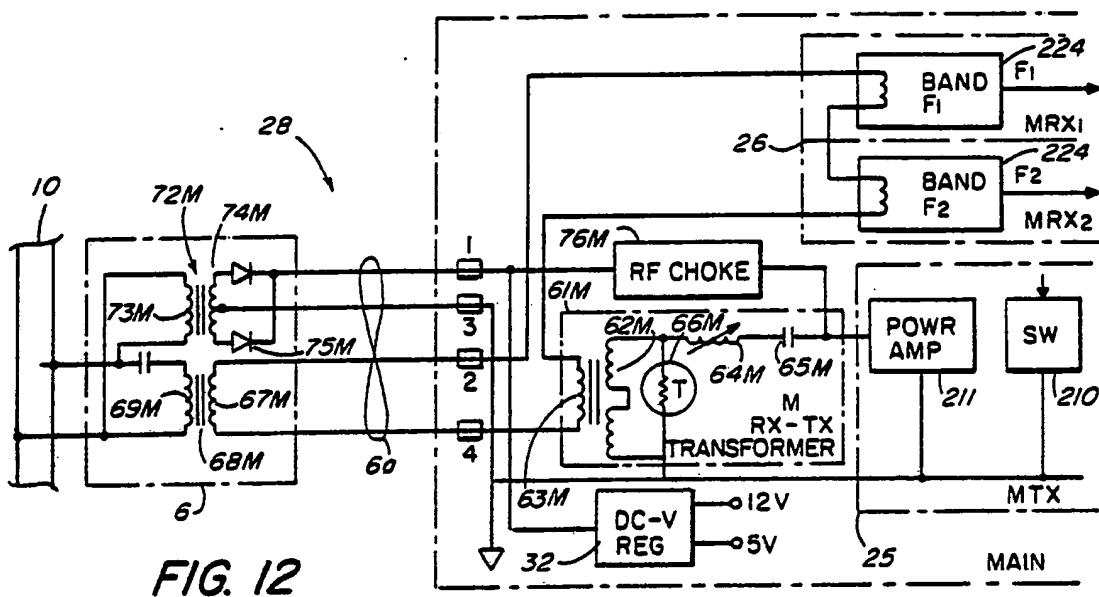 28
10
72M
74M
73M
75M
69M
67M
68M
6
6a
1
3
2
4
224
BAND F1
F1
MRX1
26
224
BAND F2
F2
MRX2
76M
RF CHOKE
61M
62M
66M
64M
65M
T
63M
M
RX-TX
TRANSFORMER
POWR
AMP
211
SW
210
MTX
25
DC-V
REG
32
12V
5V
MAIN
FIG. 12